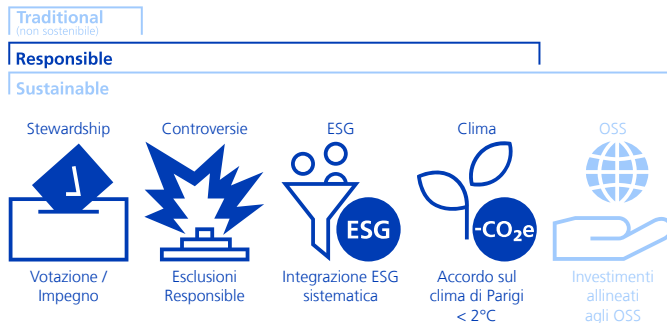 Traditional
(non sostenibile)
Responsible
Sustainable
Stewardship
Controversie
ESG
Clima
OSS
ESG
-CO₂e
Votazione /
Impegno
Esclusioni
Responsible
Integrazione ESG
sistematica
Accordo sul
clima di Parigi
< 2°C
Investimenti
allineati
agli OSS